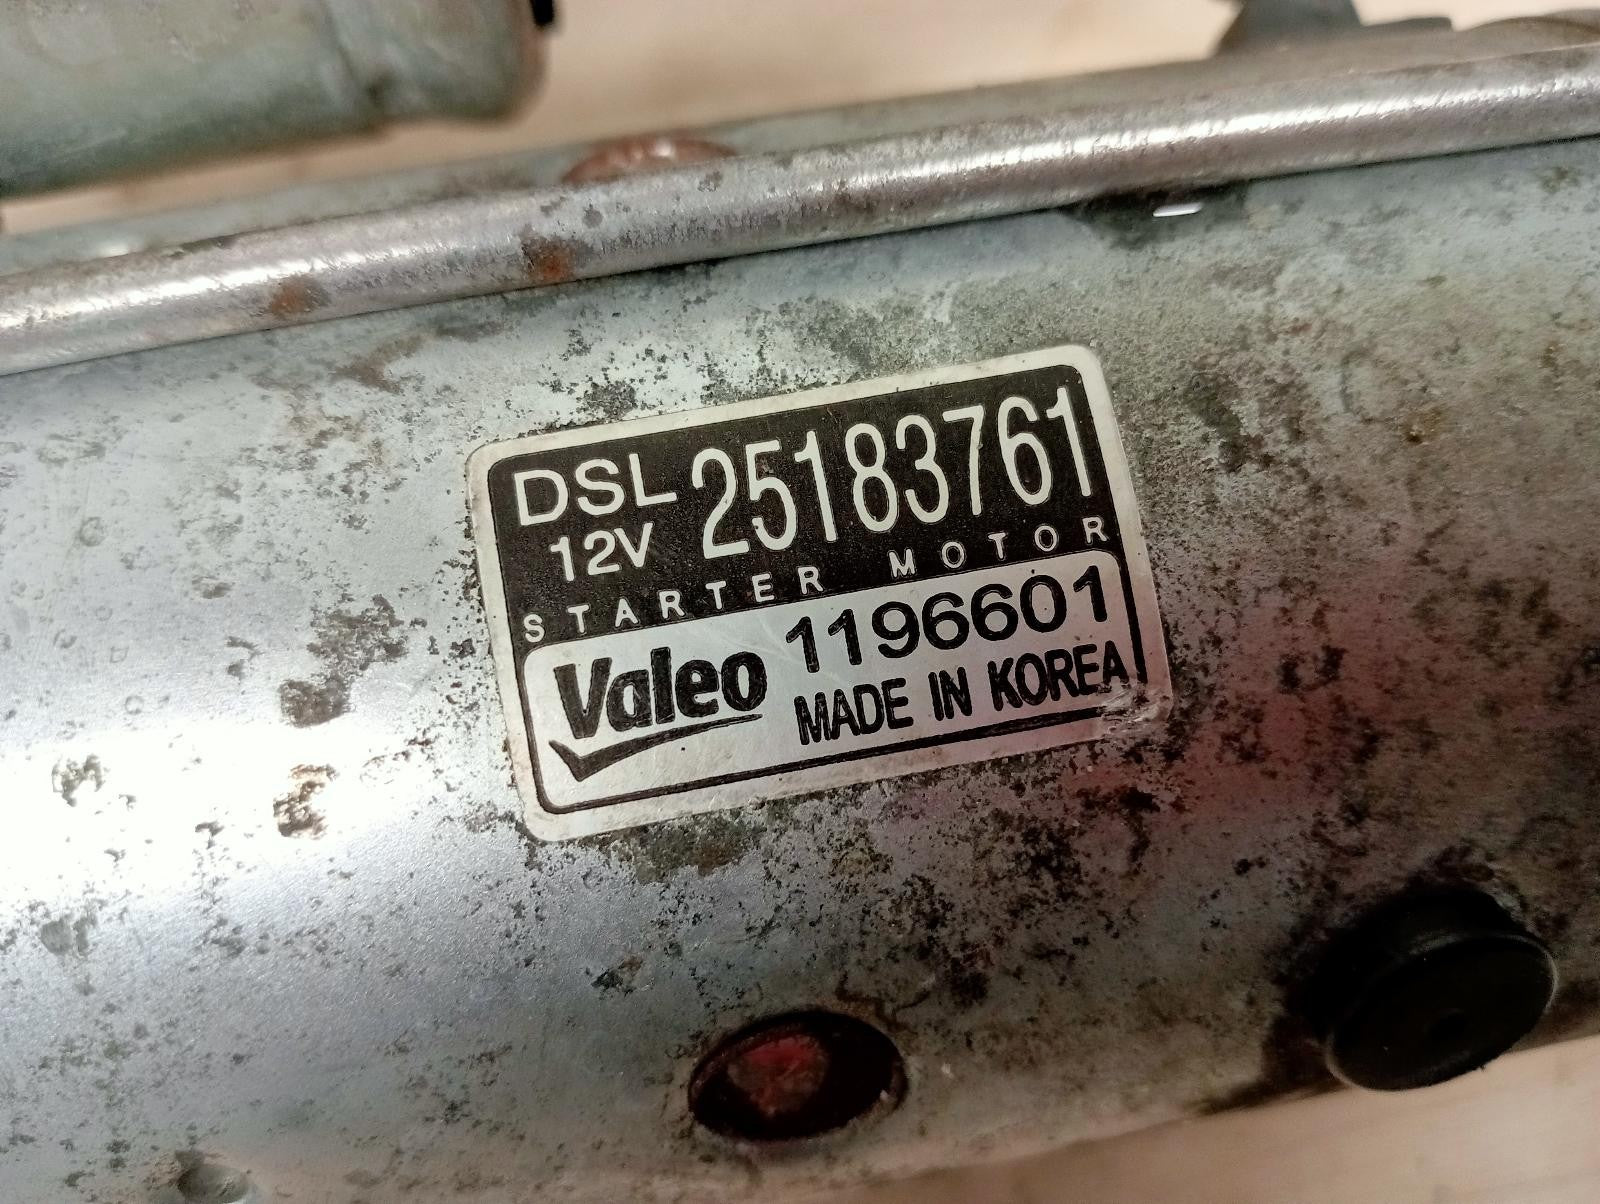 DSL 25183761
12V
STARTER MOTOR
Valeo 1196601
MADE IN KOREA